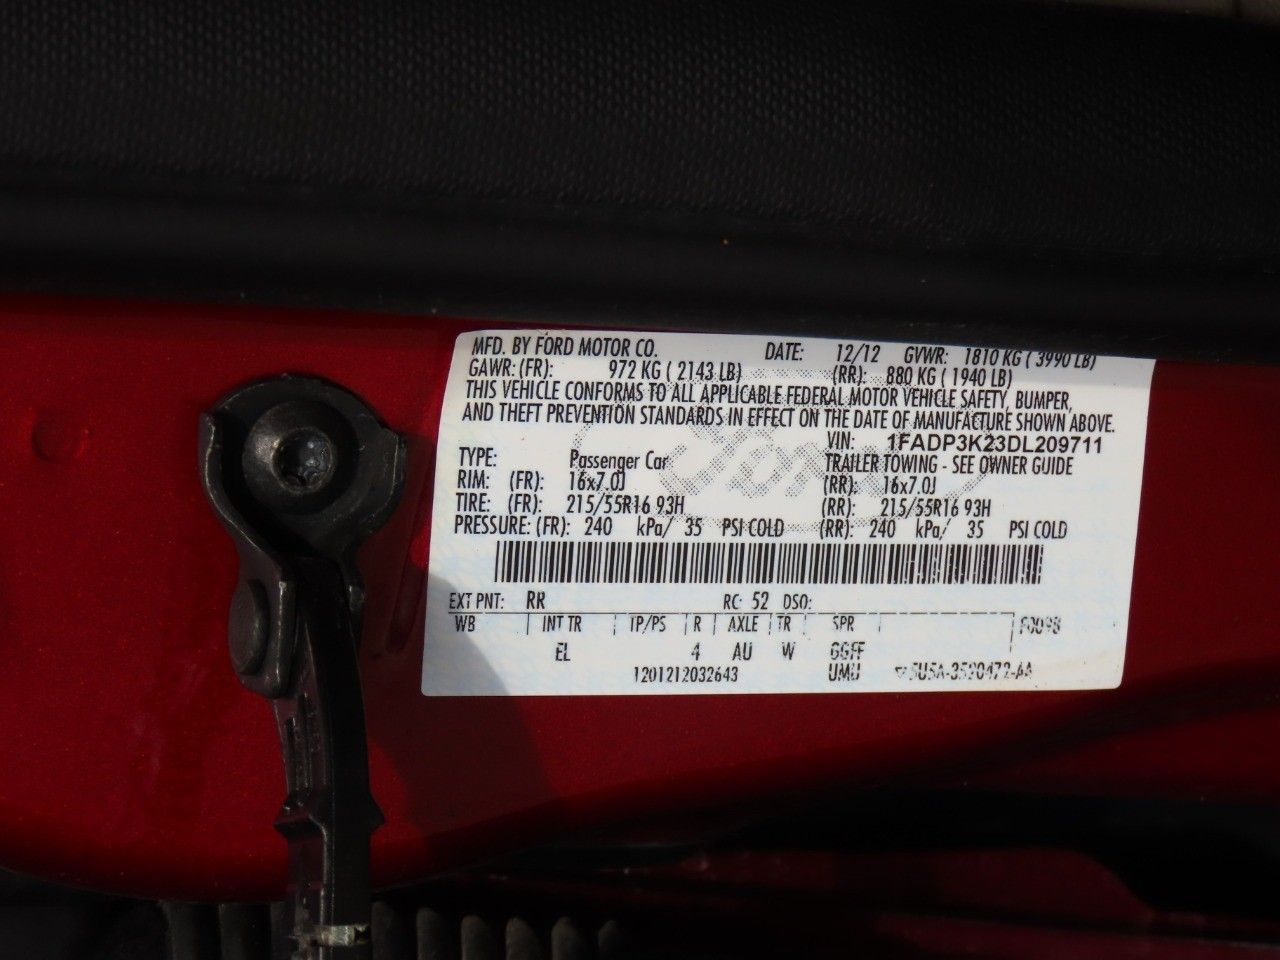 MFD. BY FORD MOTOR CO. DATE: 12/12 GVWR: 1810 KG ( 3990 LB)
GAWR: (FR): 972 KG ( 2143 LB) (RR): 880 KG ( 1940 LB)
THIS VEHICLE CONFORMS TO ALL APPLICABLE FEDERAL MOTOR VEHICLE SAFETY, BUMPER,
AND THEFT PREVENTION STANDARDS IN EFFECT ON THE DATE OF MANUFACTURE SHOWN ABOVE.
VIN: 1FADP3K23DL209711
TYPE: Passenger Car TRAILER TOWING - SEE OWNER GUIDE
RIM: (FR): 16x7.0J (RR): 16x7.0J
TIRE: (FR): 215/55R16 93H (RR): 215/55R16 93H
PRESSURE: (FR): 240 kPa/ 35 PSI COLD (RR): 240 kPa/ 35 PSI COLD
EXT PNT: RR RC: 52 DSO:
WB INT TR TP/PS R AXLE TR SPR F0098
EL 4 AU W GGFF
1201212032643 UMU